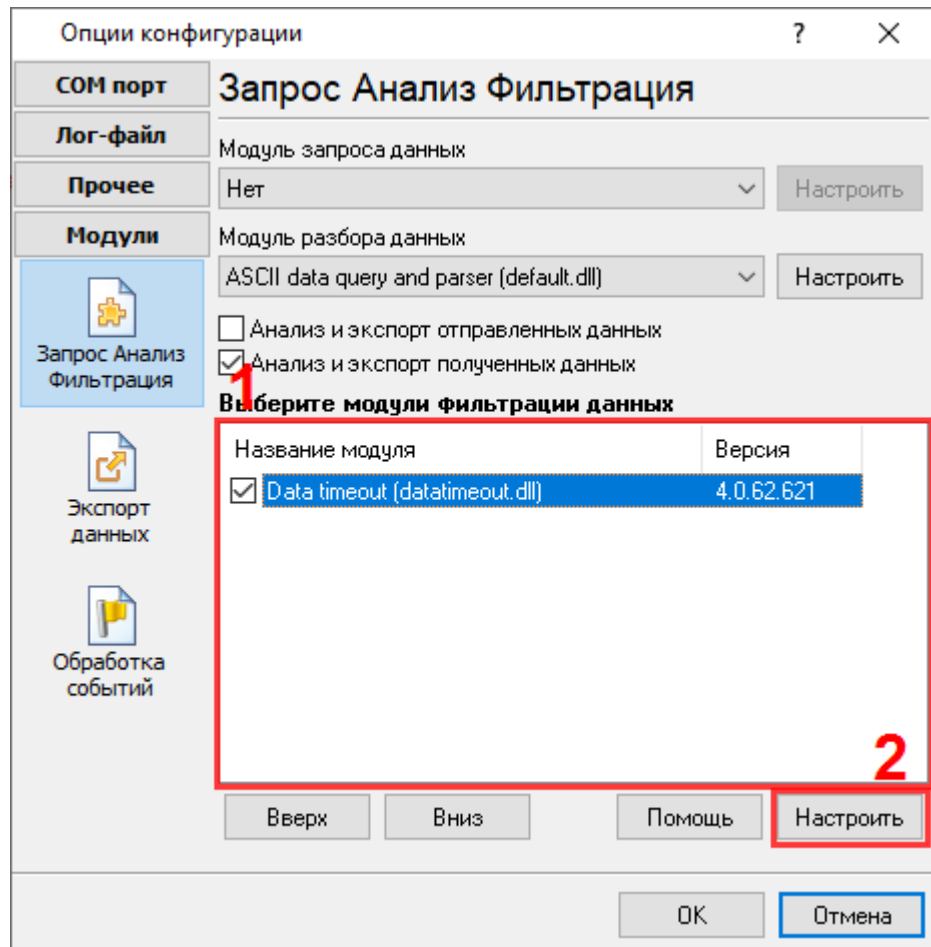 Опции конфигурации
?
COM порт
Лог-файл
Прочее
Модули
Запрос Анализ
Фильтрация
Экспорт
данных
Обработка
событий
Запрос Анализ Фильтрация
Модуль запроса данных
Нет
Настроить
Модуль разбора данных
ASCII data query and parser (default.dll)
Настроить
Анализ и экспорт отправленных данных
Анализ и экспорт полученных данных
1
Выберите модули фильтрации данных
Название модуля Версия
Data timeout (datatimeout.dll) 4.0.62.621
2
Вверх Вниз Помощь Настроить
OK Отмена